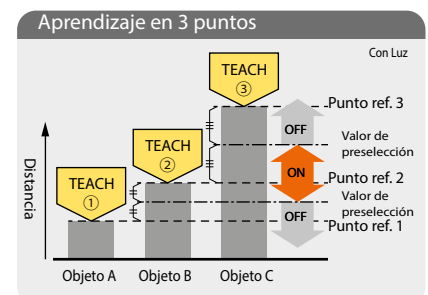 Aprendizaje en 3 puntos
Con Luz
TEACH
③
Punto ref. 3
OFF
TEACH
②
Valor de
preselección
ON
Punto ref. 2
TEACH
①
Valor de
preselección
OFF
Punto ref. 1
Distancia
Objeto A
Objeto B
Objeto C